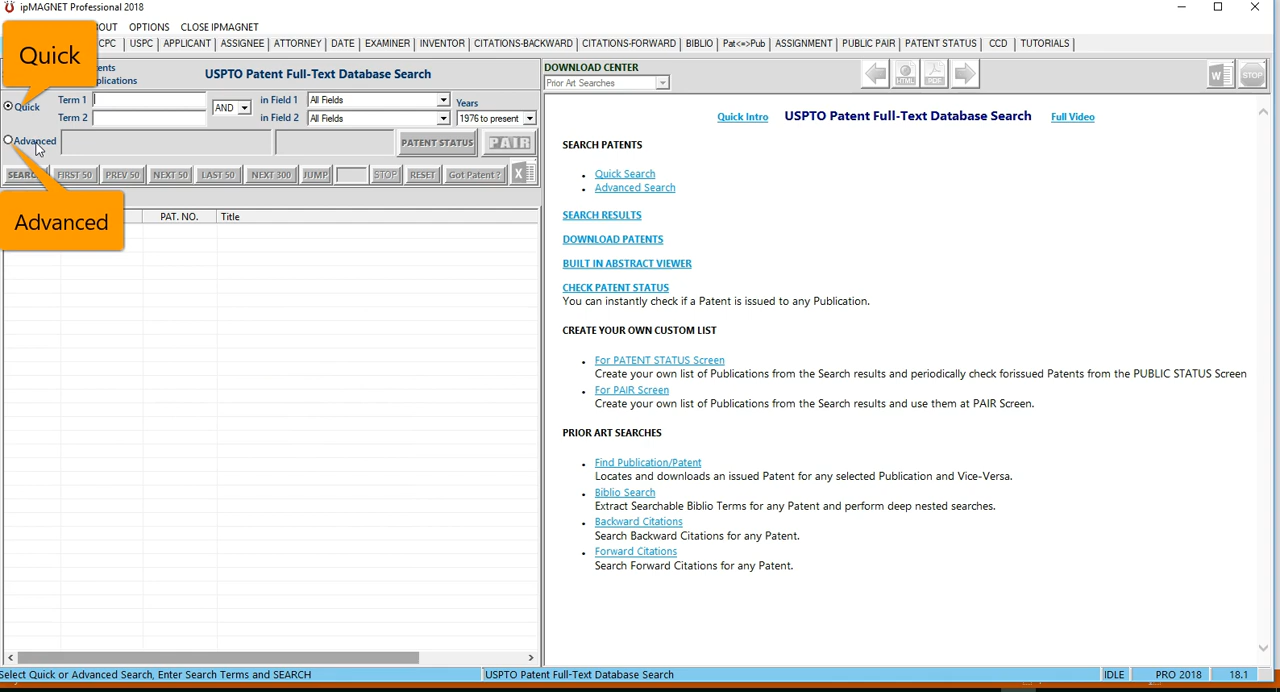 ipMAGNET Professional 2018
OUT OPTIONS CLOSE IPMAGNET
CPC USPC APPLICANT ASSIGNEE ATTORNEY DATE EXAMINER INVENTOR CITATIONS-BACKWARD CITATIONS-FORWARD BIBLIO Pat<=>Pub ASSIGNMENT PUBLIC PAIR PATENT STATUS CCD TUTORIALS
Quick
ents
plications
USPTO Patent Full-Text Database Search
DOWNLOAD CENTER
Prior Art Searches
HTML
PDF
W
STOP
Quick
Term 1
AND
in Field 1 All Fields
Years
Term 2
in Field 2 All Fields
1976 to present
Advanced
PATENT STATUS
PAIR
SEARC FIRST 50 PREV 50 NEXT 50 LAST 50 NEXT 300 JUMP STOP RESET Got Patent ? X
Advanced
PAT. NO. Title
Quick Intro USPTO Patent Full-Text Database Search Full Video
SEARCH PATENTS
Quick Search
Advanced Search
SEARCH RESULTS
DOWNLOAD PATENTS
BUILT IN ABSTRACT VIEWER
CHECK PATENT STATUS
You can instantly check if a Patent is issued to any Publication.
CREATE YOUR OWN CUSTOM LIST
For PATENT STATUS Screen
Create your own list of Publications from the Search results and periodically check forissued Patents from the PUBLIC STATUS Screen
For PAIR Screen
Create your own list of Publications from the Search results and use them at PAIR Screen.
PRIOR ART SEARCHES
Find Publication/Patent
Locates and downloads an issued Patent for any selected Publication and Vice-Versa.
Biblio Search
Extract Searchable Biblio Terms for any Patent and perform deep nested searches.
Backward Citations
Search Backward Citations for any Patent.
Forward Citations
Search Forward Citations for any Patent.
Select Quick or Advanced Search, Enter Search Terms and SEARCH
USPTO Patent Full-Text Database Search
IDLE
PRO 2018
18.1